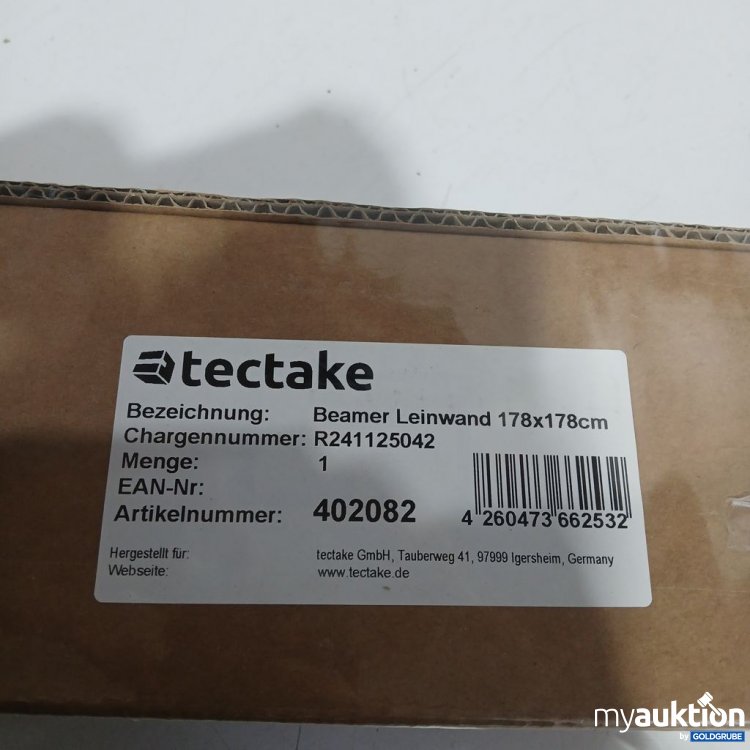 tectake
Bezeichnung: Beamer Leinwand 178x178cm
Chargennummer: R241125042
Menge: 1
EAN-Nr:
Artikelnummer: 402082
4 260473 662532
Hergestellt für: tectake GmbH, Tauberweg 41, 97999 Igersheim, Germany
Webseite: www.tectake.de
myauktion
by GOLDGRUBE